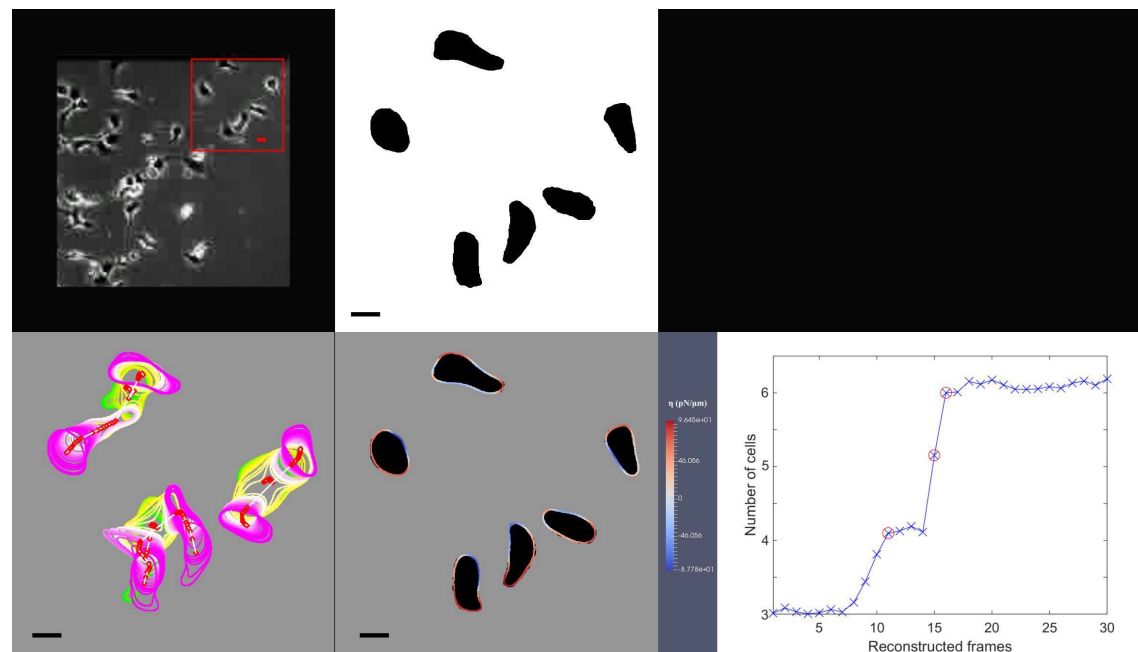 η (pN/μm)
9.645e+01
46.056
0
-46.056
-8.778e+01
Number of cells
6
5
4
3
5
10
15
20
25
30
Reconstructed frames